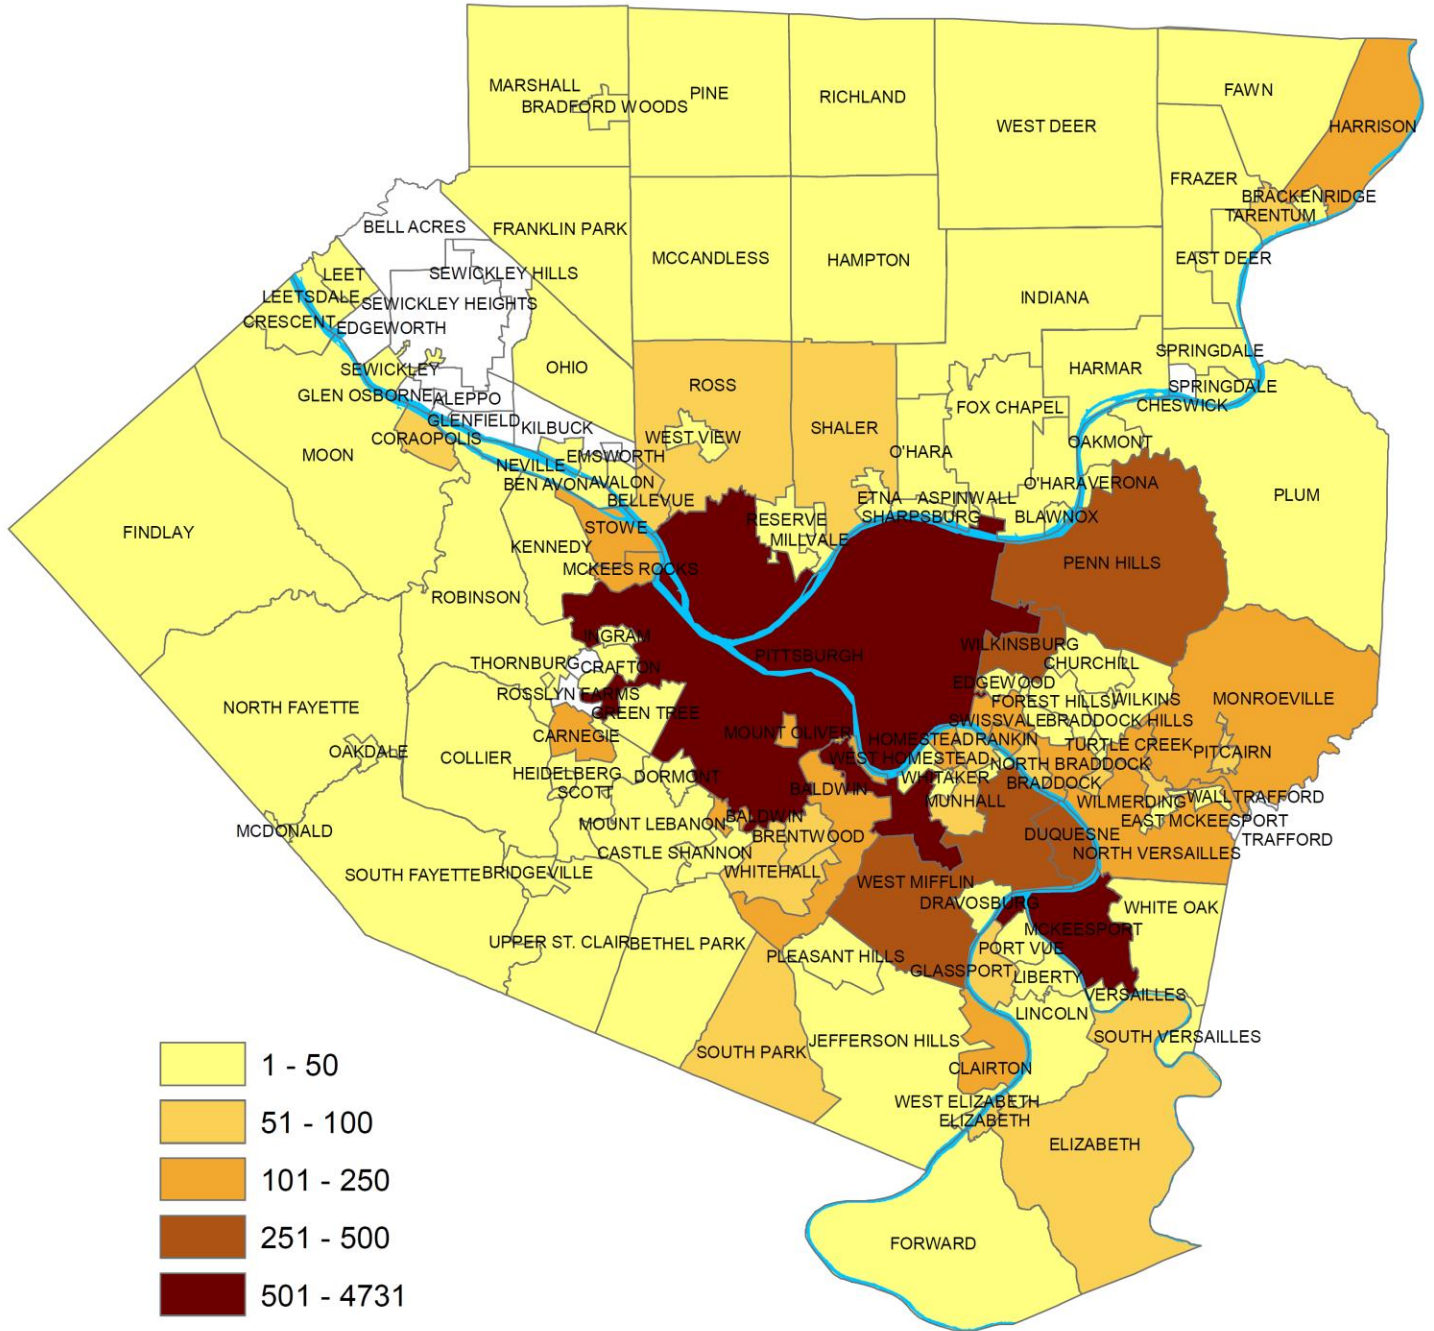 MARSHALL
BRADFORD WOODS
PINE
RICHLAND
WEST DEER
FAWN
HARRISON
FRAZER
BRACKENRIDGE
TARENTUM
BELL ACRES
FRANKLIN PARK
MCCANDLESS
HAMPTON
EAST DEER
LEET
SEWICKLEY HILLS
LEETSDALE
SEWICKLEY HEIGHTS
INDIANA
CRESCENT
EDGEWORTH
SPRINGDALE
SEWICKLEY
OHIO
HARMAR
ROSS
SPRINGDALE
GLEN OSBORNE
ALEPPO
CHESWICK
FOX CHAPEL
GLENFIELD
KILBUCK
SHALER
CORAOPOLIS
WEST VIEW
OAKMONT
MOON
EMSWORTH
O'HARA
NEVILLE
BEN AVON
AVALON
O'HARA
VERONA
BELLEVUE
ETNA
ASPINWALL
PLUM
RESERVE
SHARPSBURG
BLAWNOX
STOWE
FINDLAY
MILLVALE
KENNEDY
PENN HILLS
MCKEES ROCKS
ROBINSON
INGRAM
WILKINSBURG
PITTSBURGH
THORNBURG
CRAFTON
CHURCHILL
EDGEWOOD
ROSSLYN FARMS
FOREST HILLS
WILKINS
MONROEVILLE
NORTH FAYETTE
GREEN TREE
SWISSVALE
BRADDOCK HILLS
CARNEGIE
MOUNT OLIVER
HOMESTEAD
RANKIN
TURTLE CREEK
OAKDALE
COLLIER
WEST HOMESTEAD
NORTH BRADDOCK
PITCAIRN
HEIDELBERG
DORMONT
WHITAKER
BRADDOCK
SCOTT
BALDWIN
MUNHALL
WILMERDING
WALL
TRAFFORD
BALDWIN
EAST MCKEESPORT
MCDONALD
MOUNT LEBANON
BRENTWOOD
DUQUESNE
TRAFFORD
CASTLE SHANNON
NORTH VERSAILLES
SOUTH FAYETTE
BRIDGEVILLE
WHITEHALL
WEST MIFFLIN
DRAVOSBURG
WHITE OAK
MCKEESPORT
UPPER ST. CLAIR
BETHEL PARK
PORT VUE
PLEASANT HILLS
GLASSPORT
LIBERTY
VERSAILLES
LINCOLN
SOUTH VERSAILLES
JEFFERSON HILLS
SOUTH PARK
CLAIRTON
WEST ELIZABETH
ELIZABETH
ELIZABETH
FORWARD
1 - 50
51 - 100
101 - 250
251 - 500
501 - 4731